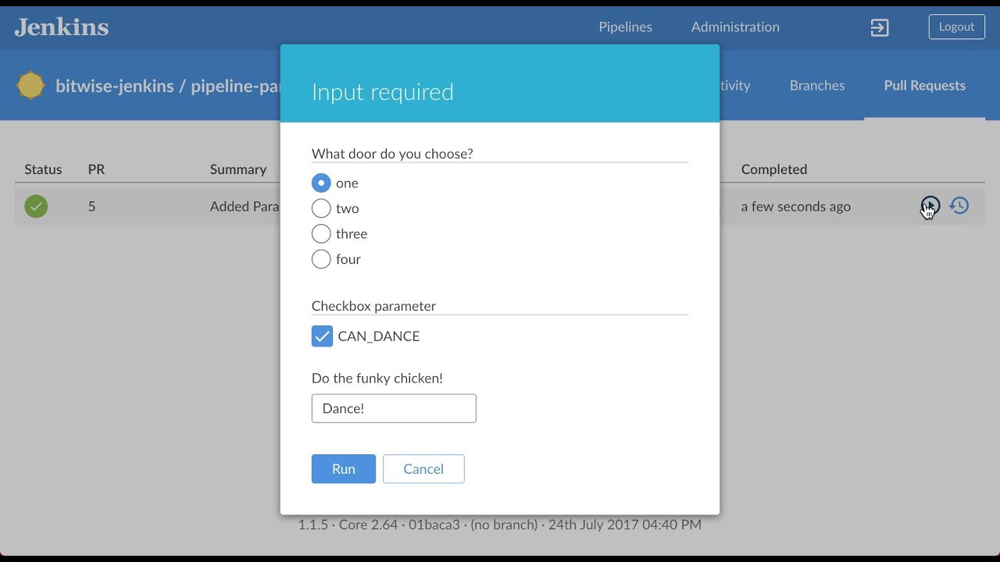 Jenkins Pipelines Administration Logout
bitwise-jenkins / pipeline-par Branches Pull Requests
Input required
What door do you choose?
one
two
three
four
Status PR Summary Completed
5 Added Para a few seconds ago
Checkbox parameter
CAN_DANCE
Do the funky chicken!
Dance!
Run Cancel
1.1.5 · Core 2.64 · 01baca3 · (no branch) · 24th July 2017 04:40 PM